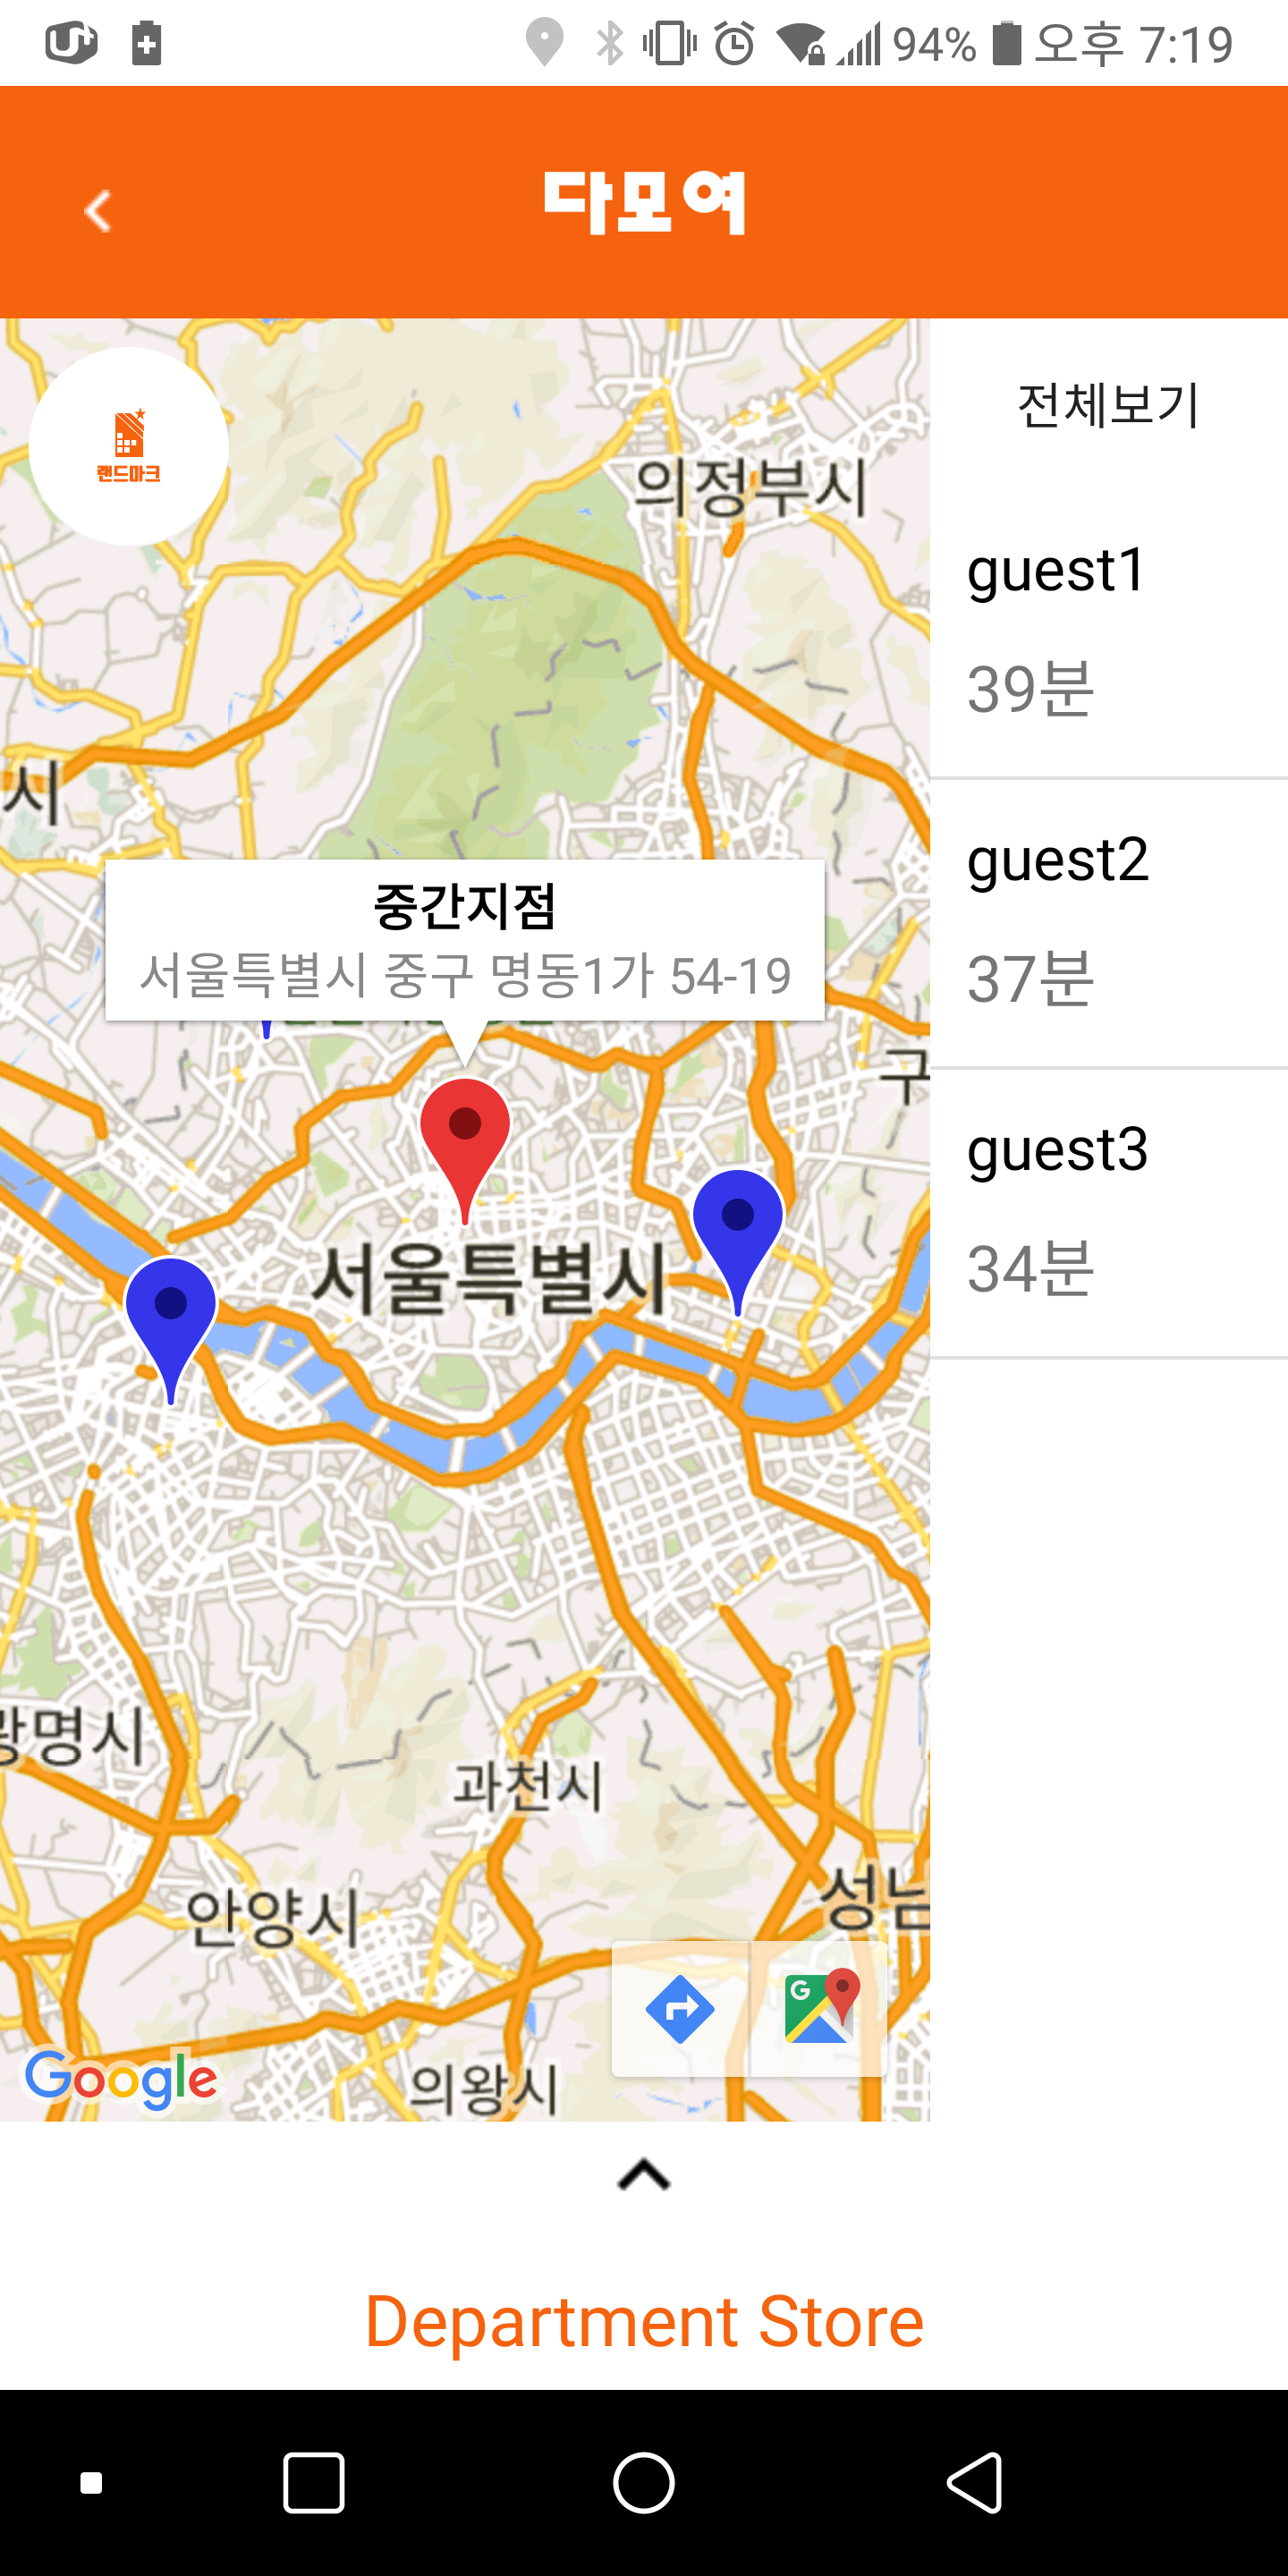 U+
94% 오후 7:19
다모여
랜드마크
전체보기
의정부시
guest1
39분
시
guest2
37분
중간지점
서울특별시 중구 명동1가 54-19
구
guest3
34분
서울특별시
광명시
과천시
안양시
성남
G
Google
의왕시
Department Store